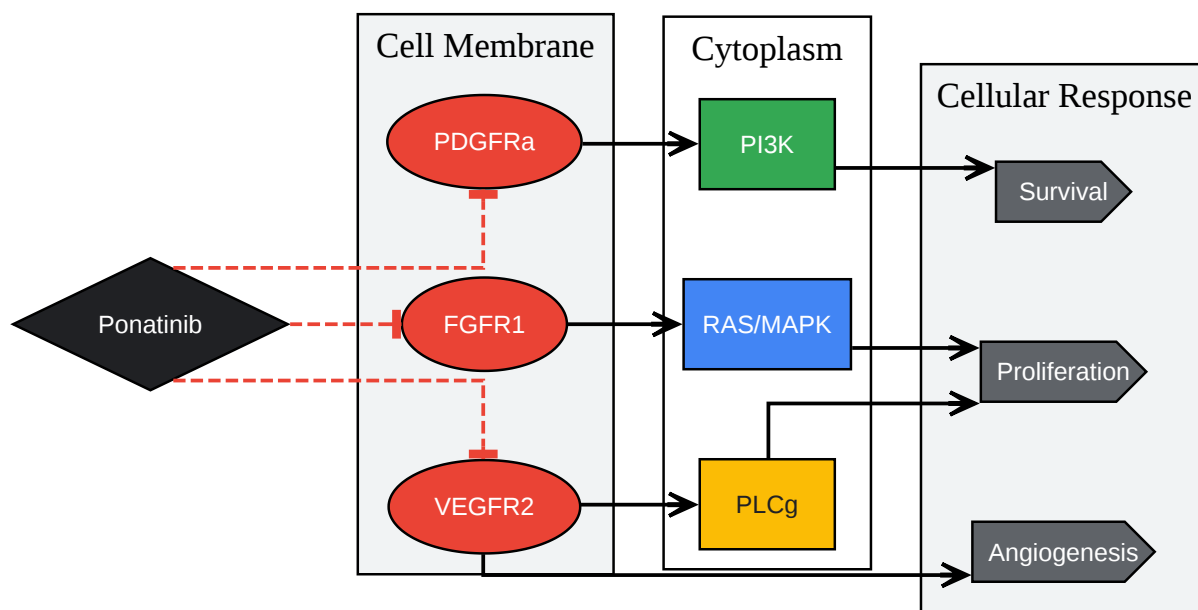 Cell Membrane
Cytoplasm
Cellular Response
PDGFRa
PI3K
Survival
Ponatinib
FGFR1
RAS/MAPK
Proliferation
VEGFR2
PLCg
Angiogenesis